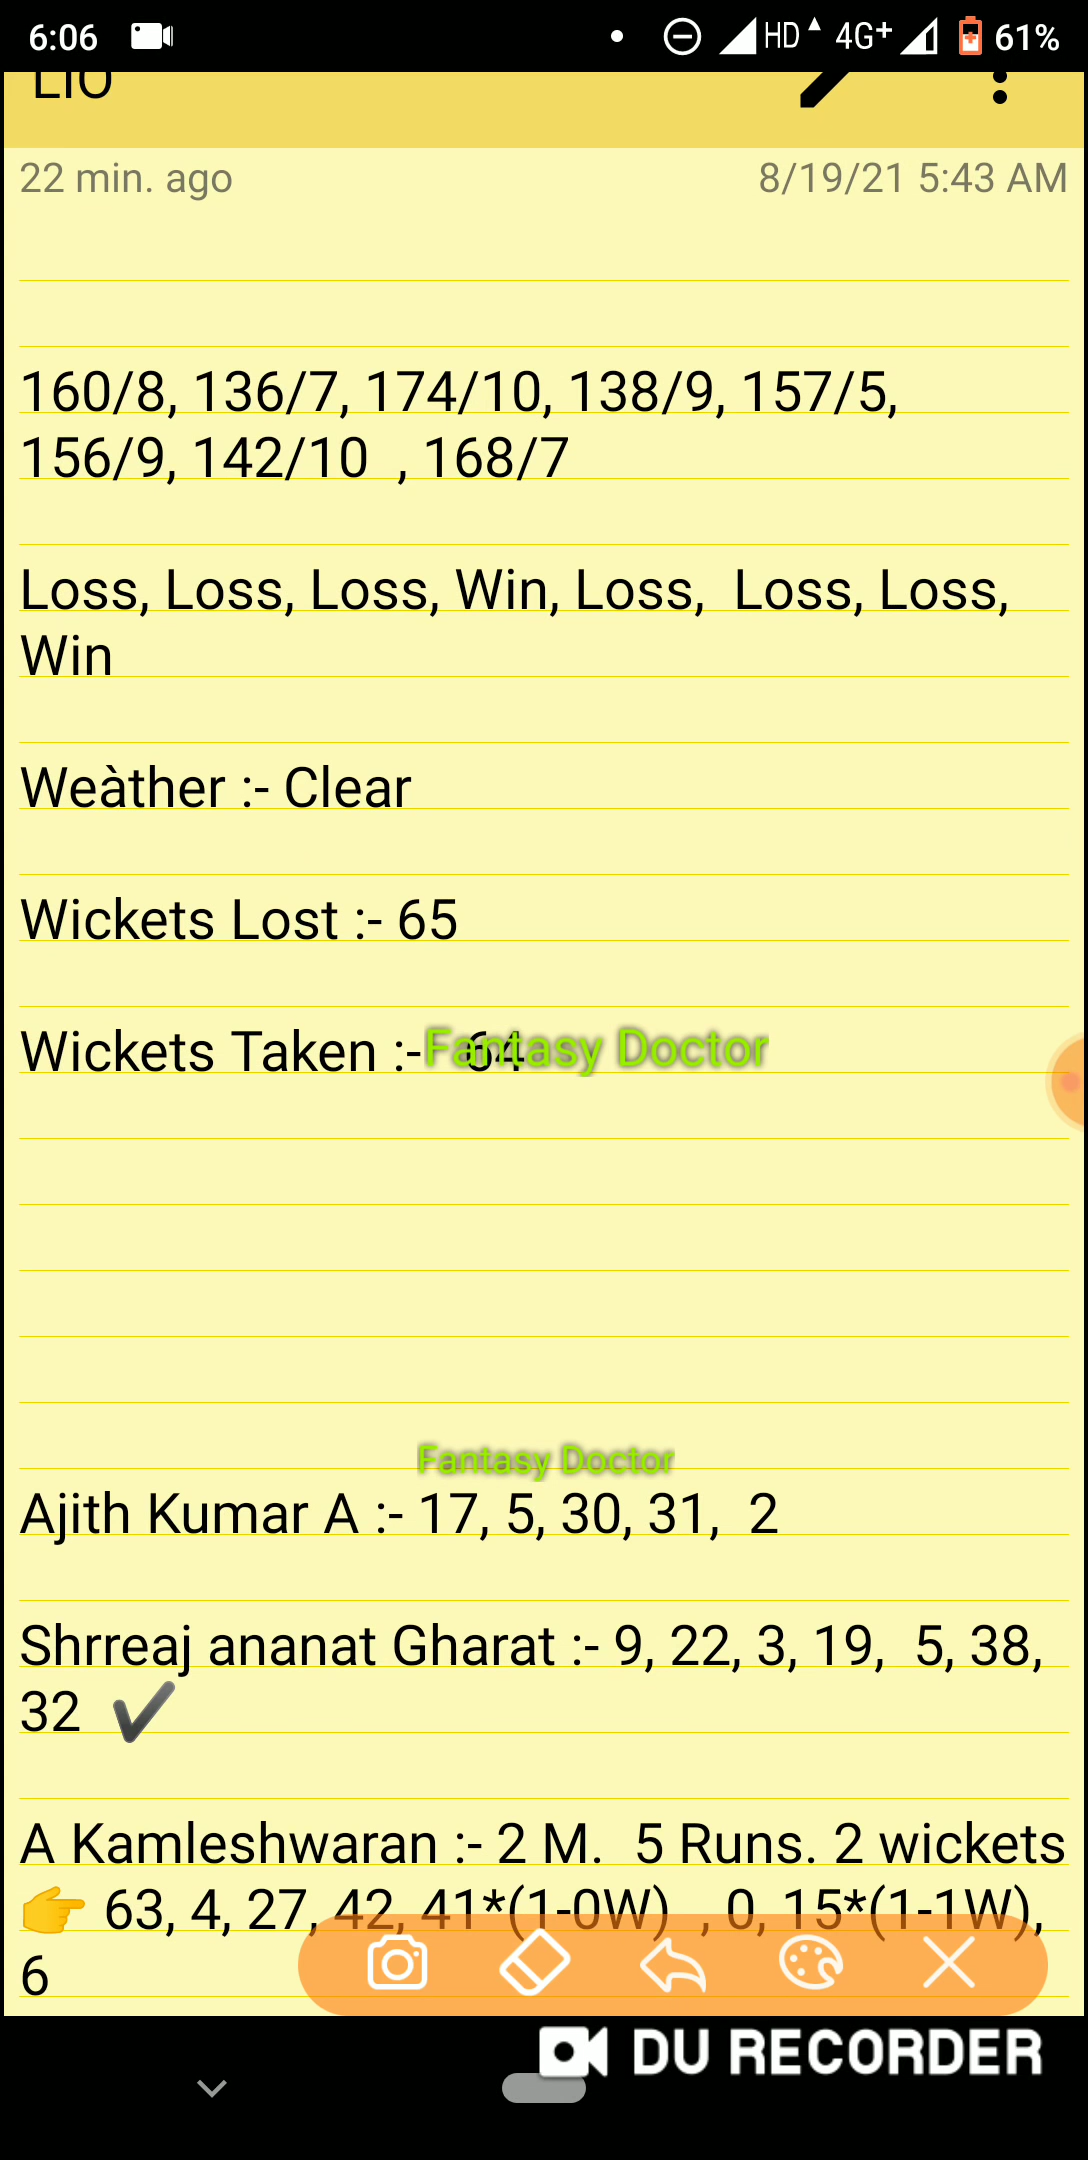 6:06 HD 4G+ 61%
LIO
22 min. ago 8/19/21 5:43 AM
160/8, 136/7, 174/10, 138/9, 157/5,
156/9, 142/10 , 168/7
Loss, Loss, Loss, Win, Loss, Loss, Loss,
Win
Weàther :- Clear
Wickets Lost :- 65
Wickets Taken :- 64
Fantasy Doctor
Fantasy Doctor
Ajith Kumar A :- 17, 5, 30, 31, 2
Shrreaj ananat Gharat :- 9, 22, 3, 19, 5, 38,
32 ✔
A Kamleshwaran :- 2 M. 5 Runs. 2 wickets
👉 63, 4, 27, 42, 41*(1-0W) , 0, 15*(1-1W),
6
DU RECORDER